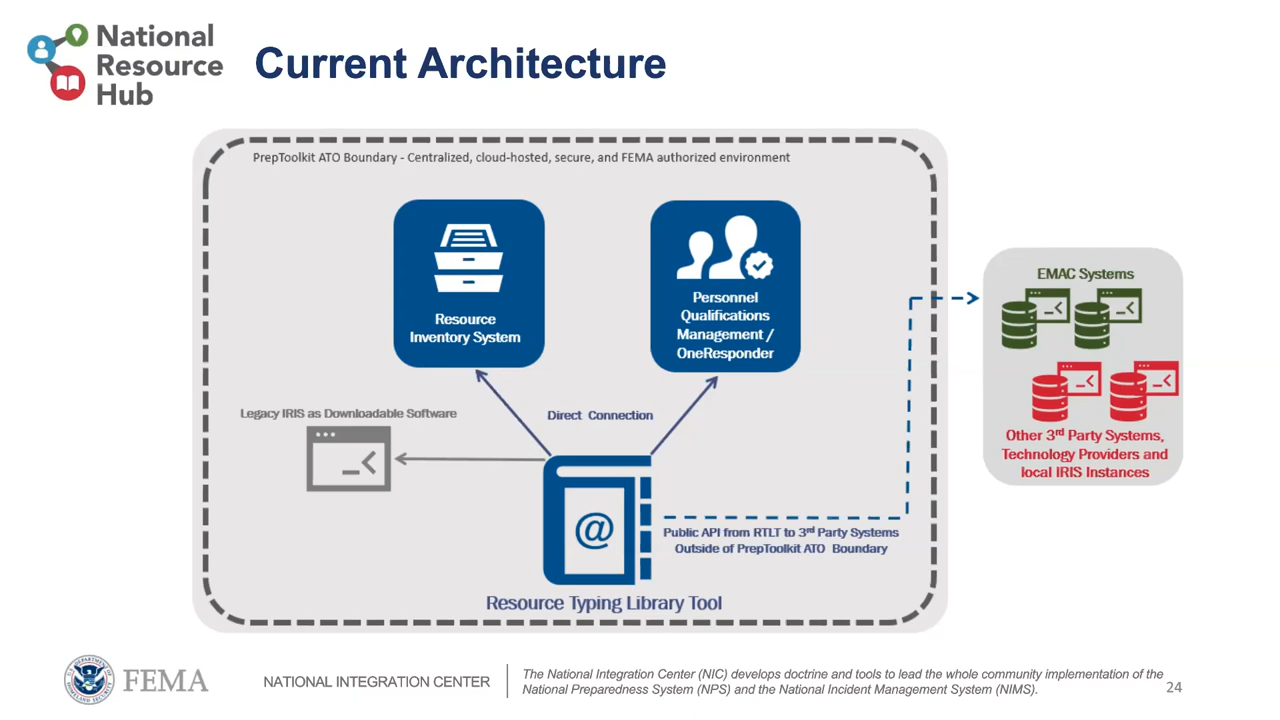 National
Resource
Hub
Current Architecture
PrepToolkit ATO Boundary - Centralized, cloud-hosted, secure, and FEMA authorized environment
Resource
Inventory System
Personnel
Qualifications
Management /
OneResponder
EMAC Systems
Other 3rd Party Systems,
Technology Providers and
local IRIS Instances
Legacy IRIS as Downloadable Software
Direct Connection
@
Public API from RTLT to 3rd Party Systems
Outside of PrepToolkit ATO Boundary
Resource Typing Library Tool
FEMA
NATIONAL INTEGRATION CENTER
The National Integration Center (NIC) develops doctrine and tools to lead the whole community implementation of the
National Preparedness System (NPS) and the National Incident Management System (NIMS).
24